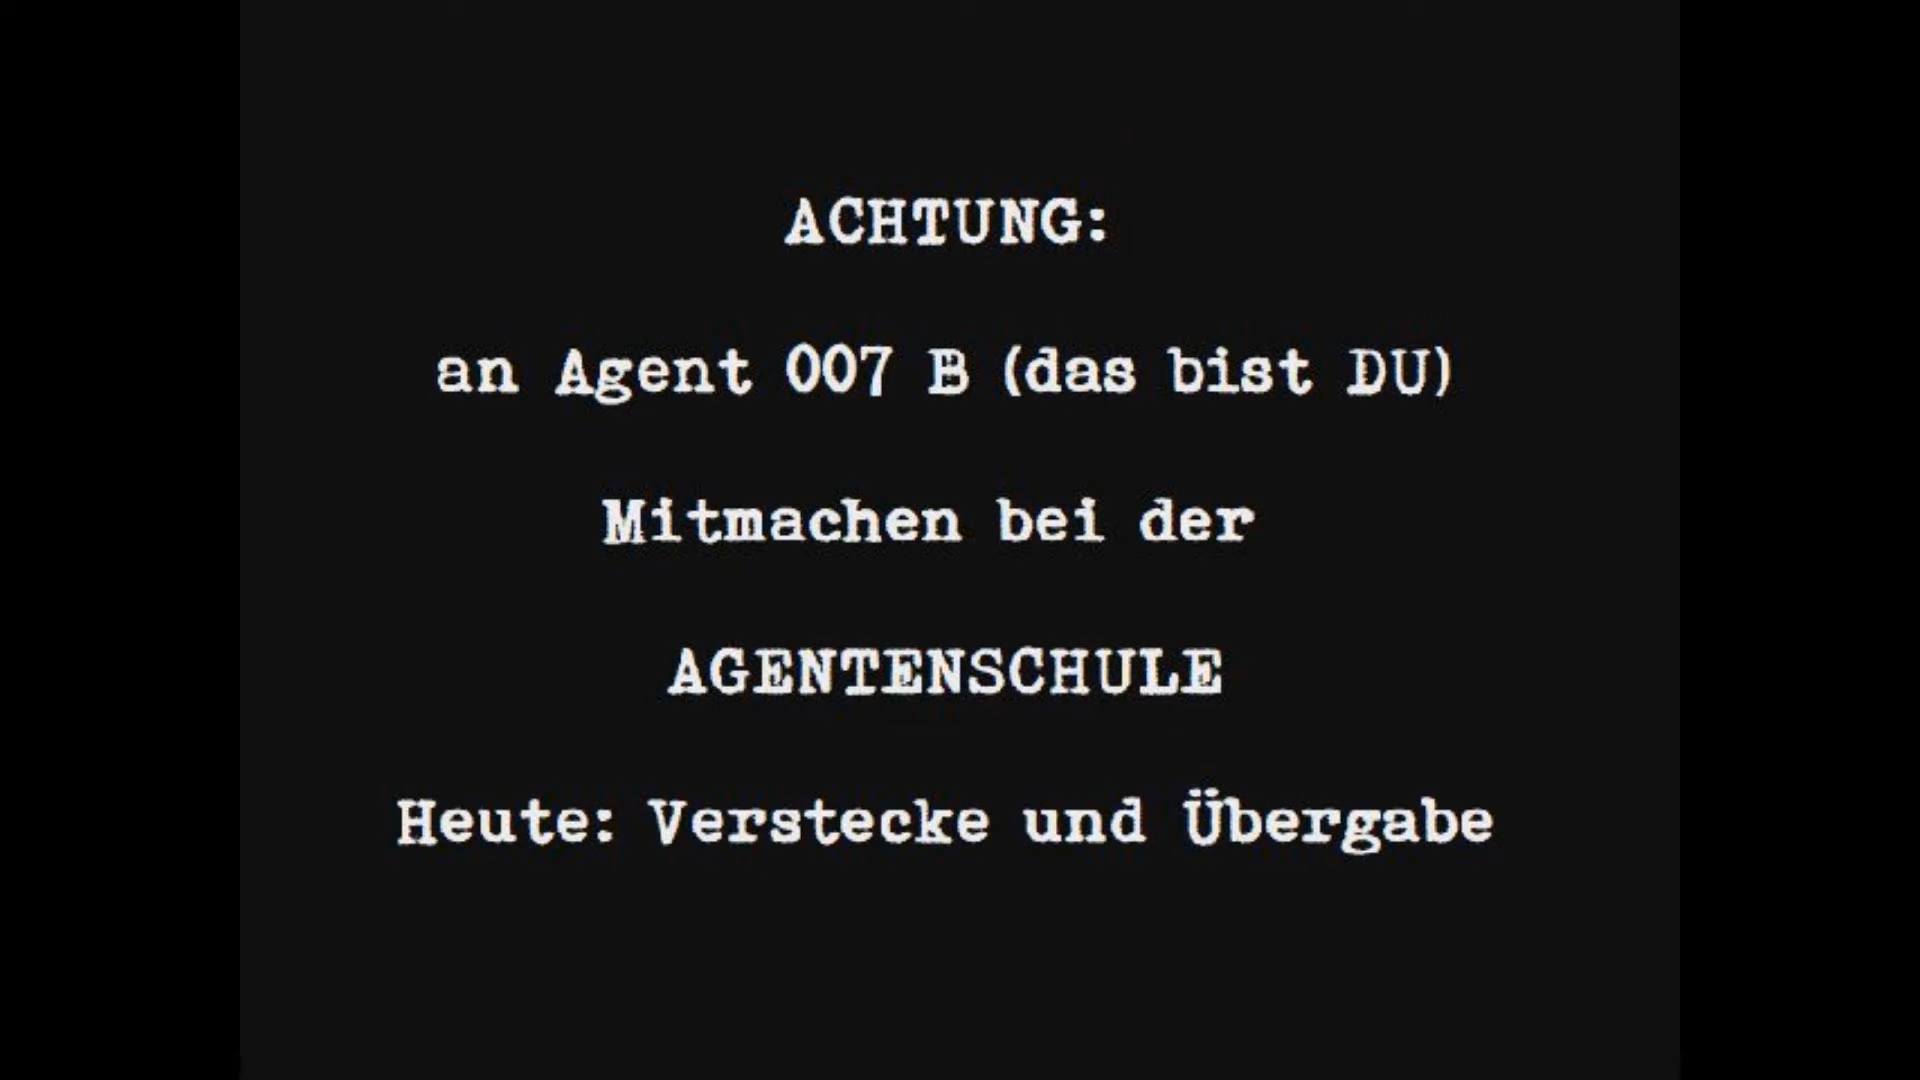 ACHTUNG:
an Agent 007 B (das bist DU)
Mitmachen bei der
AGENTENSCHULE
Heute: Verstecke und Übergabe